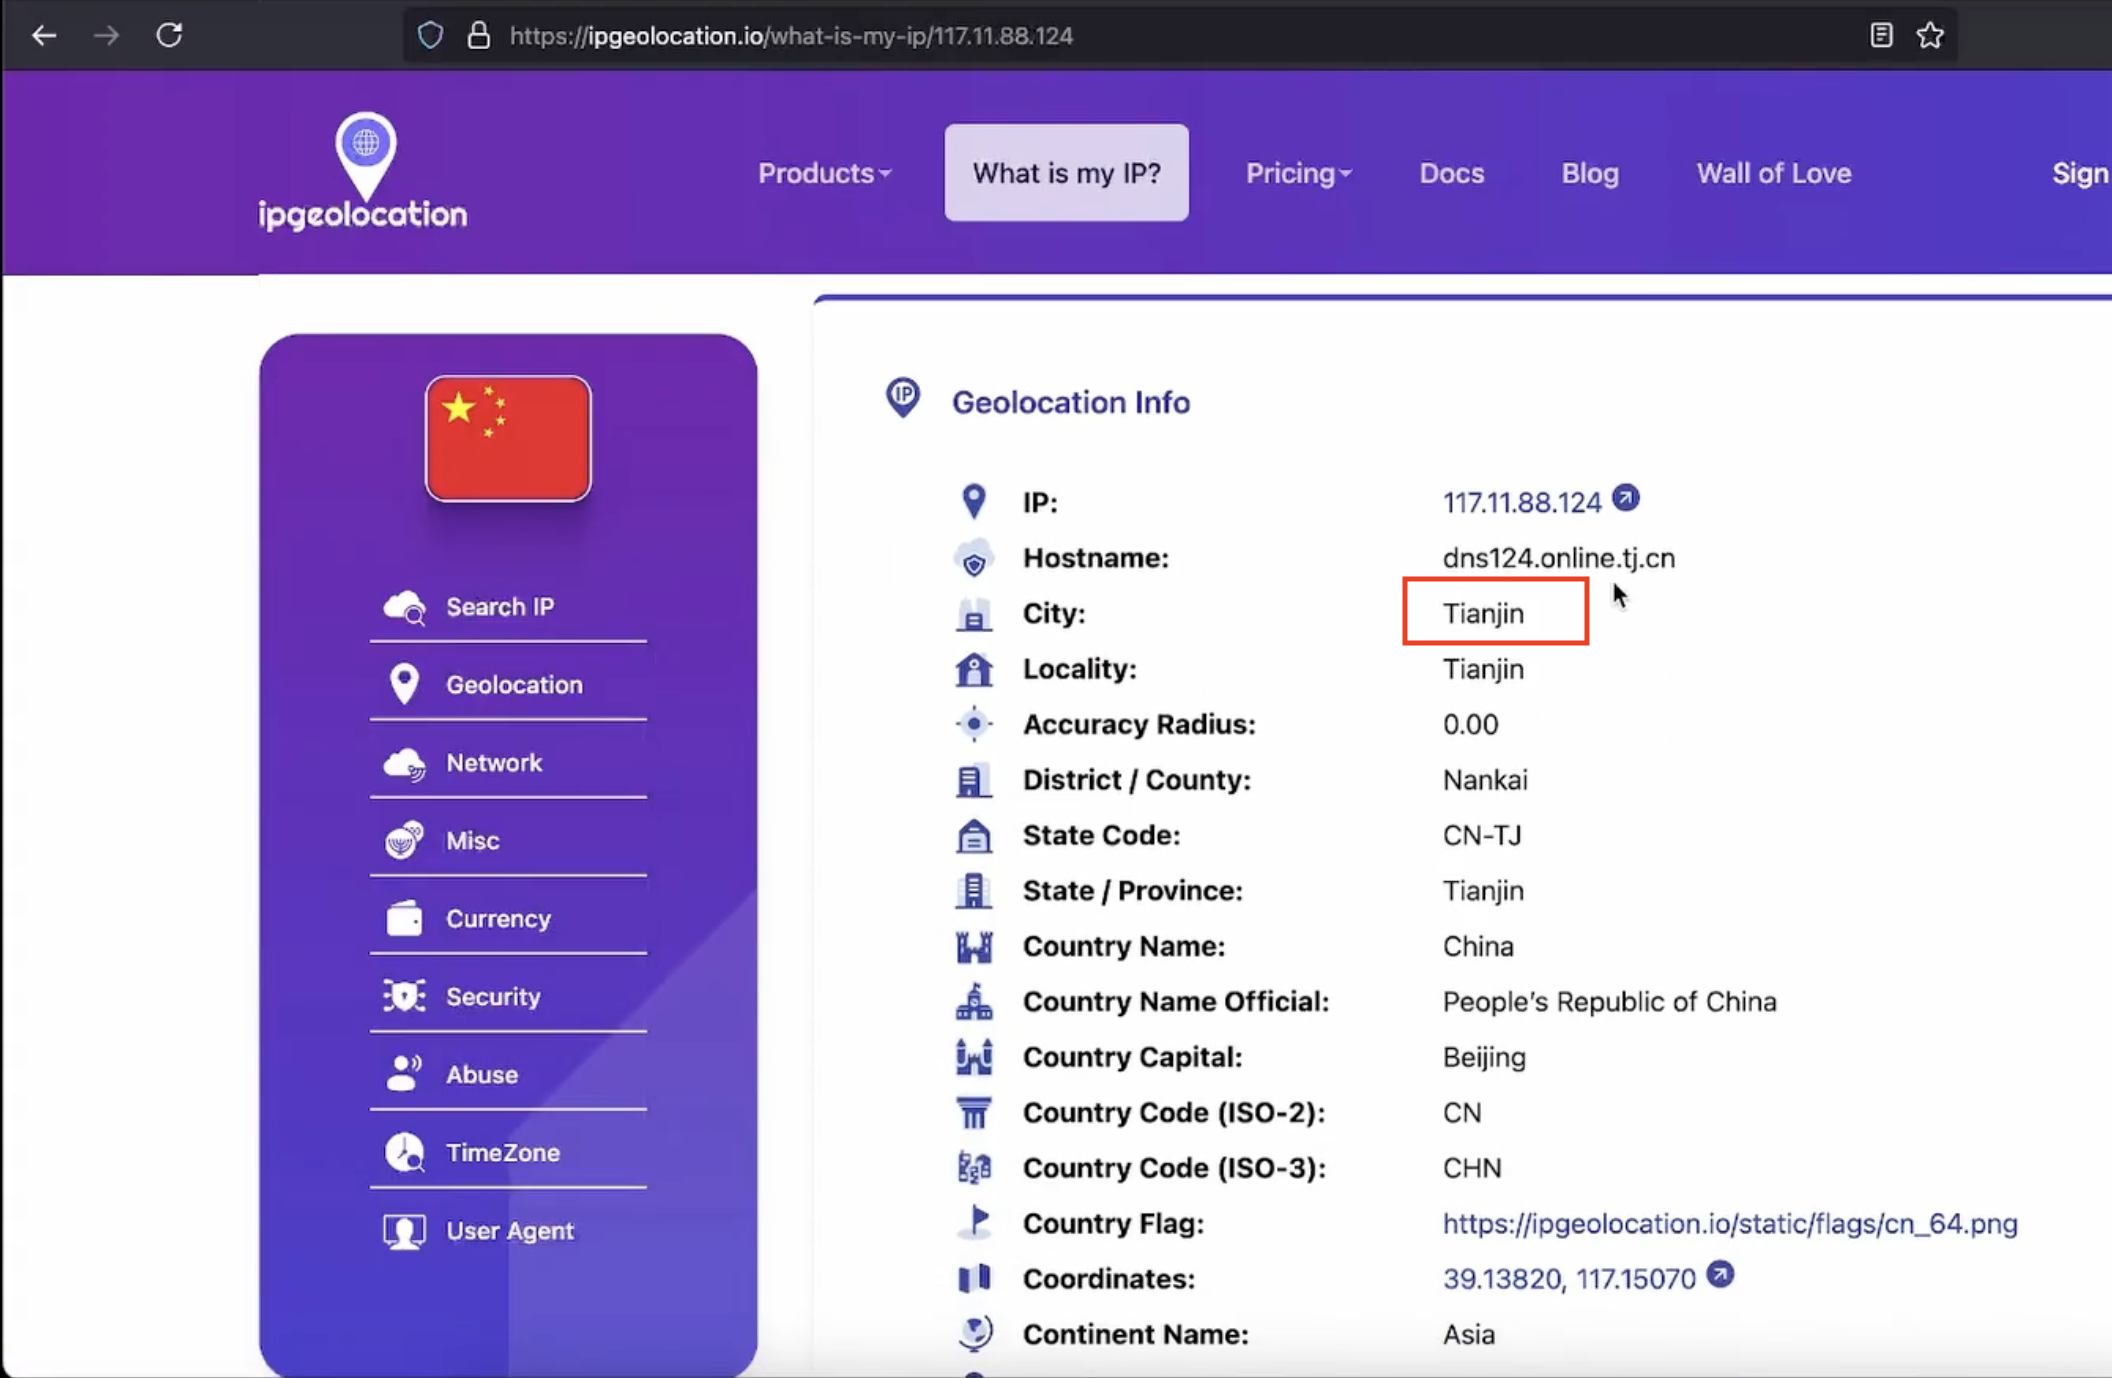 https://ipgeolocation.io/what-is-my-ip/117.11.88.124
ipgeolocation
Products
What is my IP?
Pricing
Docs
Blog
Wall of Love
Sign
Search IP
Geolocation
Network
Misc
Currency
Security
Abuse
TimeZone
User Agent
IP
Geolocation Info
IP: 117.11.88.124
Hostname: dns124.online.tj.cn
City: Tianjin
Locality: Tianjin
Accuracy Radius: 0.00
District / County: Nankai
State Code: CN-TJ
State / Province: Tianjin
Country Name: China
Country Name Official: People's Republic of China
Country Capital: Beijing
Country Code (ISO-2): CN
Country Code (ISO-3): CHN
Country Flag: https://ipgeolocation.io/static/flags/cn_64.png
Coordinates: 39.13820, 117.15070
Continent Name: Asia